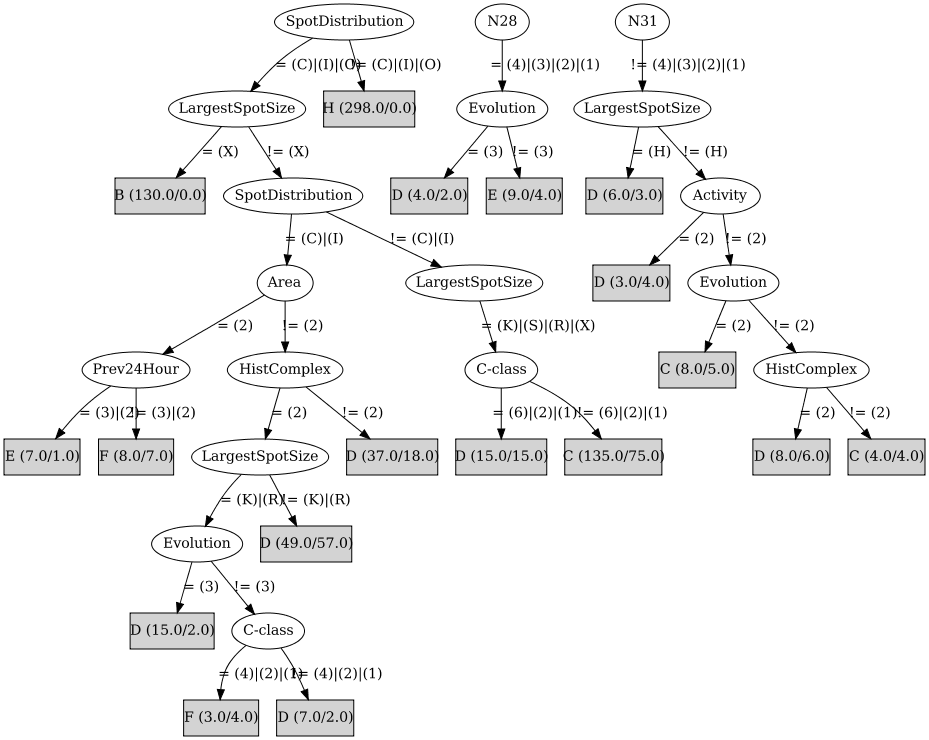 SpotDistribution N28 N31
= (C)|(I)|(O) != (C)|(I)|(O) = (4)|(3)|(2)|(1) != (4)|(3)|(2)|(1)
LargestSpotSize H (298.0/0.0) Evolution LargestSpotSize
= (X) != (X) = (3) != (3) = (H) != (H)
B (130.0/0.0) SpotDistribution D (4.0/2.0) E (9.0/4.0) D (6.0/3.0) Activity
= (C)|(I) != (C)|(I) = (2) != (2)
Area LargestSpotSize D (3.0/4.0) Evolution
= (2) != (2) = (K)|(S)|(R)|(X) = (2) != (2)
Prev24Hour HistComplex C-class C (8.0/5.0) HistComplex
= (3)|(2) != (3)|(2) = (2) != (2) = (6)|(2)|(1) != (6)|(2)|(1) = (2) != (2)
E (7.0/1.0) F (8.0/7.0) LargestSpotSize D (37.0/18.0) D (15.0/15.0) C (135.0/75.0) D (8.0/6.0) C (4.0/4.0)
= (K)|(R) != (K)|(R)
Evolution D (49.0/57.0)
= (3) != (3)
D (15.0/2.0) C-class
= (4)|(2)|(1) != (4)|(2)|(1)
F (3.0/4.0) D (7.0/2.0)